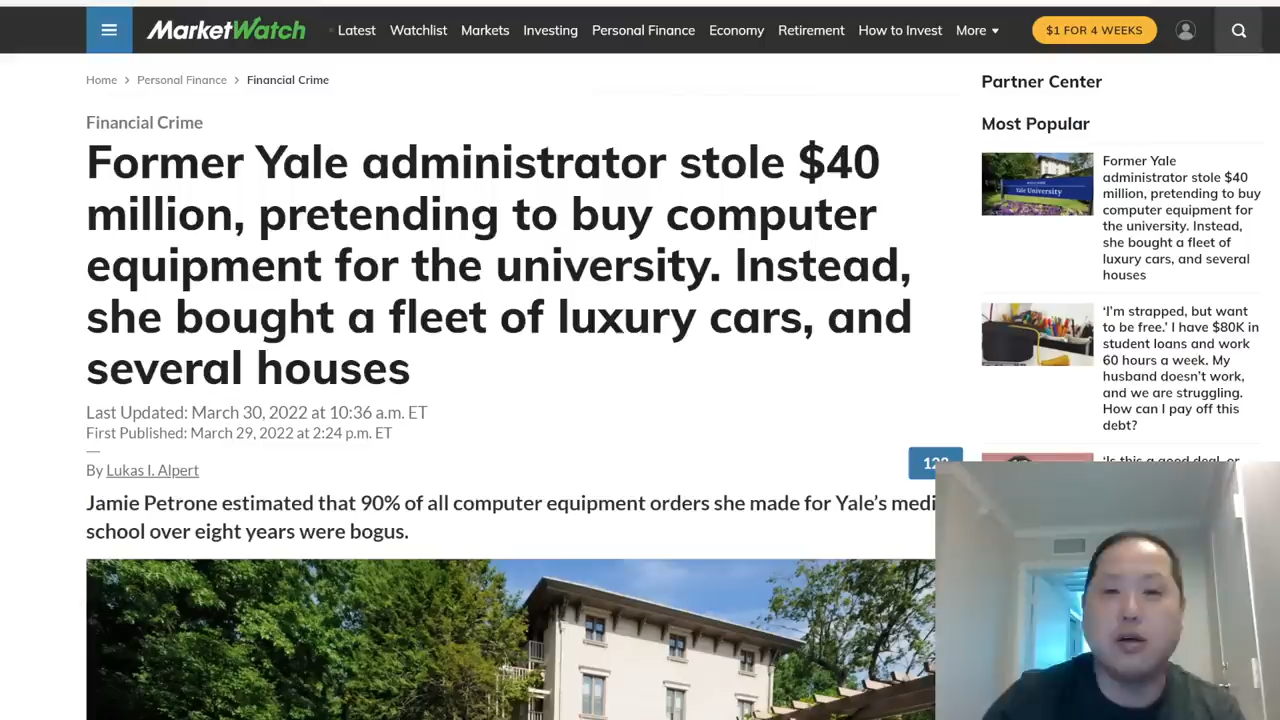 MarketWatch
Latest Watchlist Markets Investing Personal Finance Economy Retirement How to Invest More
$1 FOR 4 WEEKS
Home > Personal Finance > Financial Crime
Financial Crime
Former Yale administrator stole $40
million, pretending to buy computer
equipment for the university. Instead,
she bought a fleet of luxury cars, and
several houses
Last Updated: March 30, 2022 at 10:36 a.m. ET
First Published: March 29, 2022 at 2:24 p.m. ET
By Lukas I. Alpert
Jamie Petrone estimated that 90% of all computer equipment orders she made for Yale's medi
school over eight years were bogus.
Partner Center
Most Popular
Yale University
Former Yale
administrator stole $40
million, pretending to buy
computer equipment for
the university. Instead,
she bought a fleet of
luxury cars, and several
houses
'I'm strapped, but want
to be free.' I have $80K in
student loans and work
60 hours a week. My
husband doesn't work,
and we are struggling.
How can I pay off this
debt?
'Is this a good deal, or